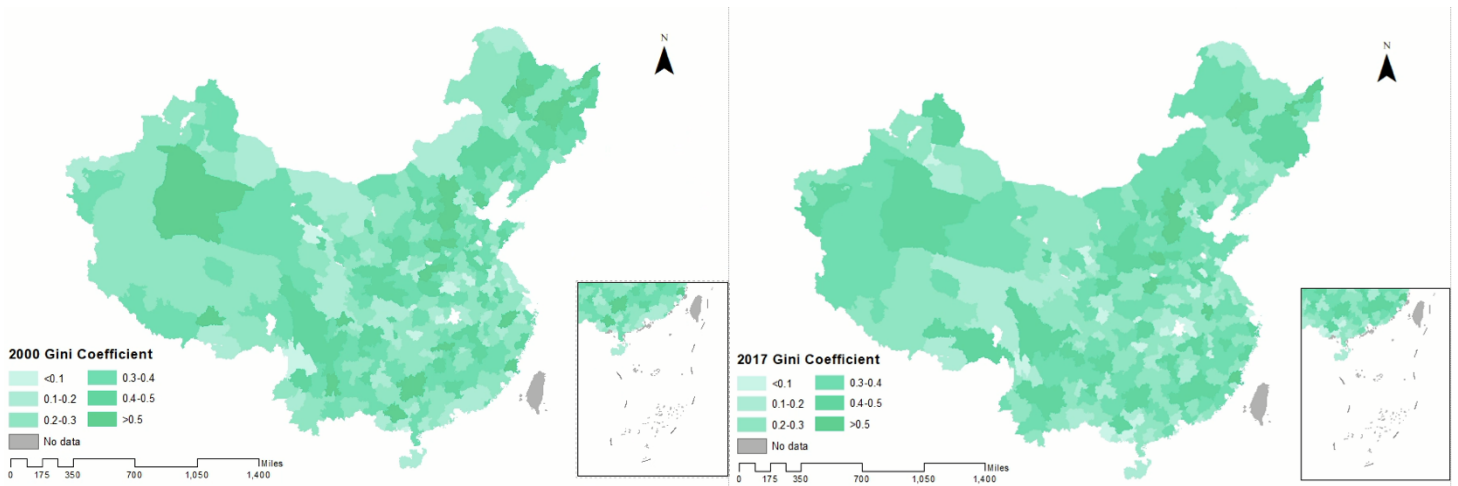 N
2000 Gini Coefficient
<0.1 0.3-0.4
0.1-0.2 0.4-0.5
0.2-0.3 >0.5
No data
Miles
0 175 350 700 1,050 1,400
N
2017 Gini Coefficient
<0.1 0.3-0.4
0.1-0.2 0.4-0.5
0.2-0.3 >0.5
No data
Miles
0 175 350 700 1,050 1,400